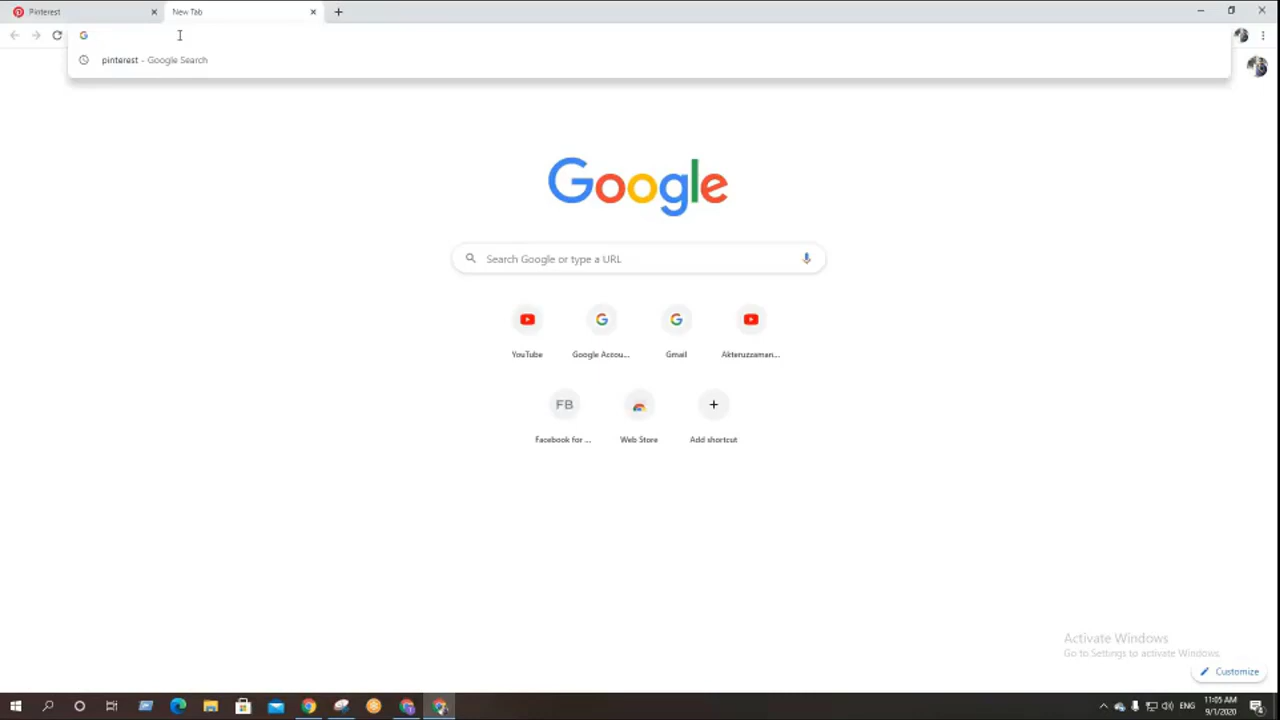 Pinterest
New Tab
pinterest - Google Search
Google
Search Google or type a URL
YouTube
Google Accou...
Gmail
Akteruzzaman...
FB
Facebook for ...
Web Store
Add shortcut
Activate Windows
Go to Settings to activate Windows.
Customize
ENG
11:05 AM
9/1/2020